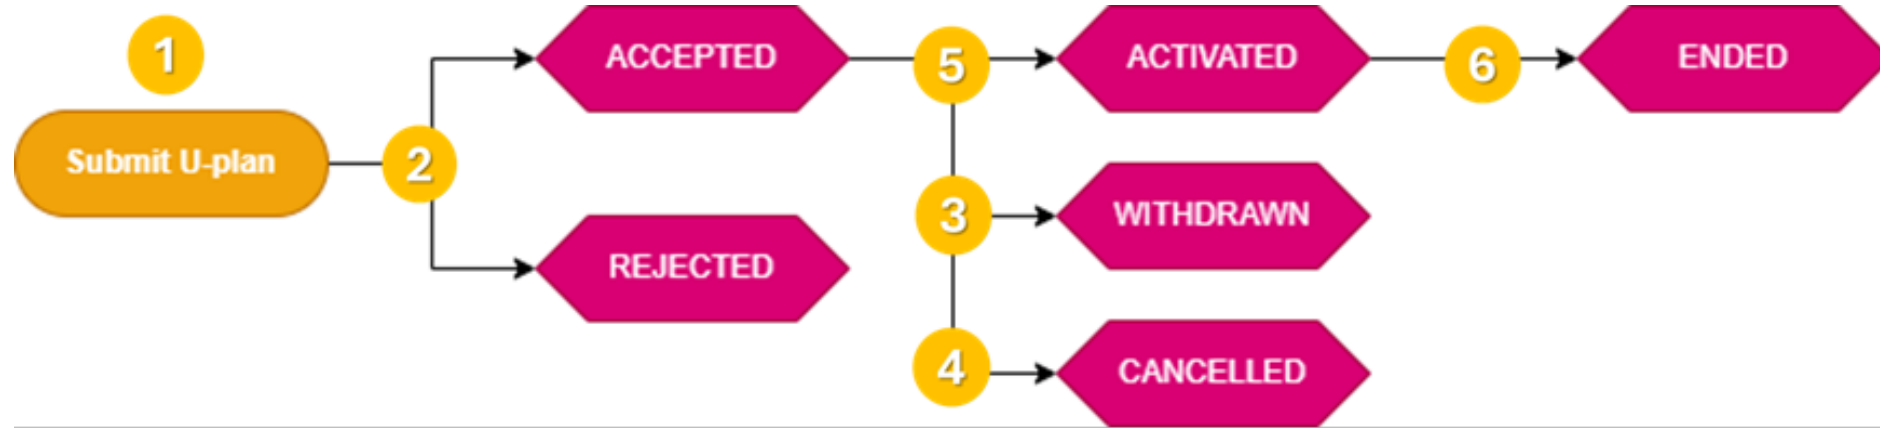 1
Submit U-plan
2
ACCEPTED
REJECTED
5
3
4
ACTIVATED
WITHDRAWN
CANCELLED
6
ENDED